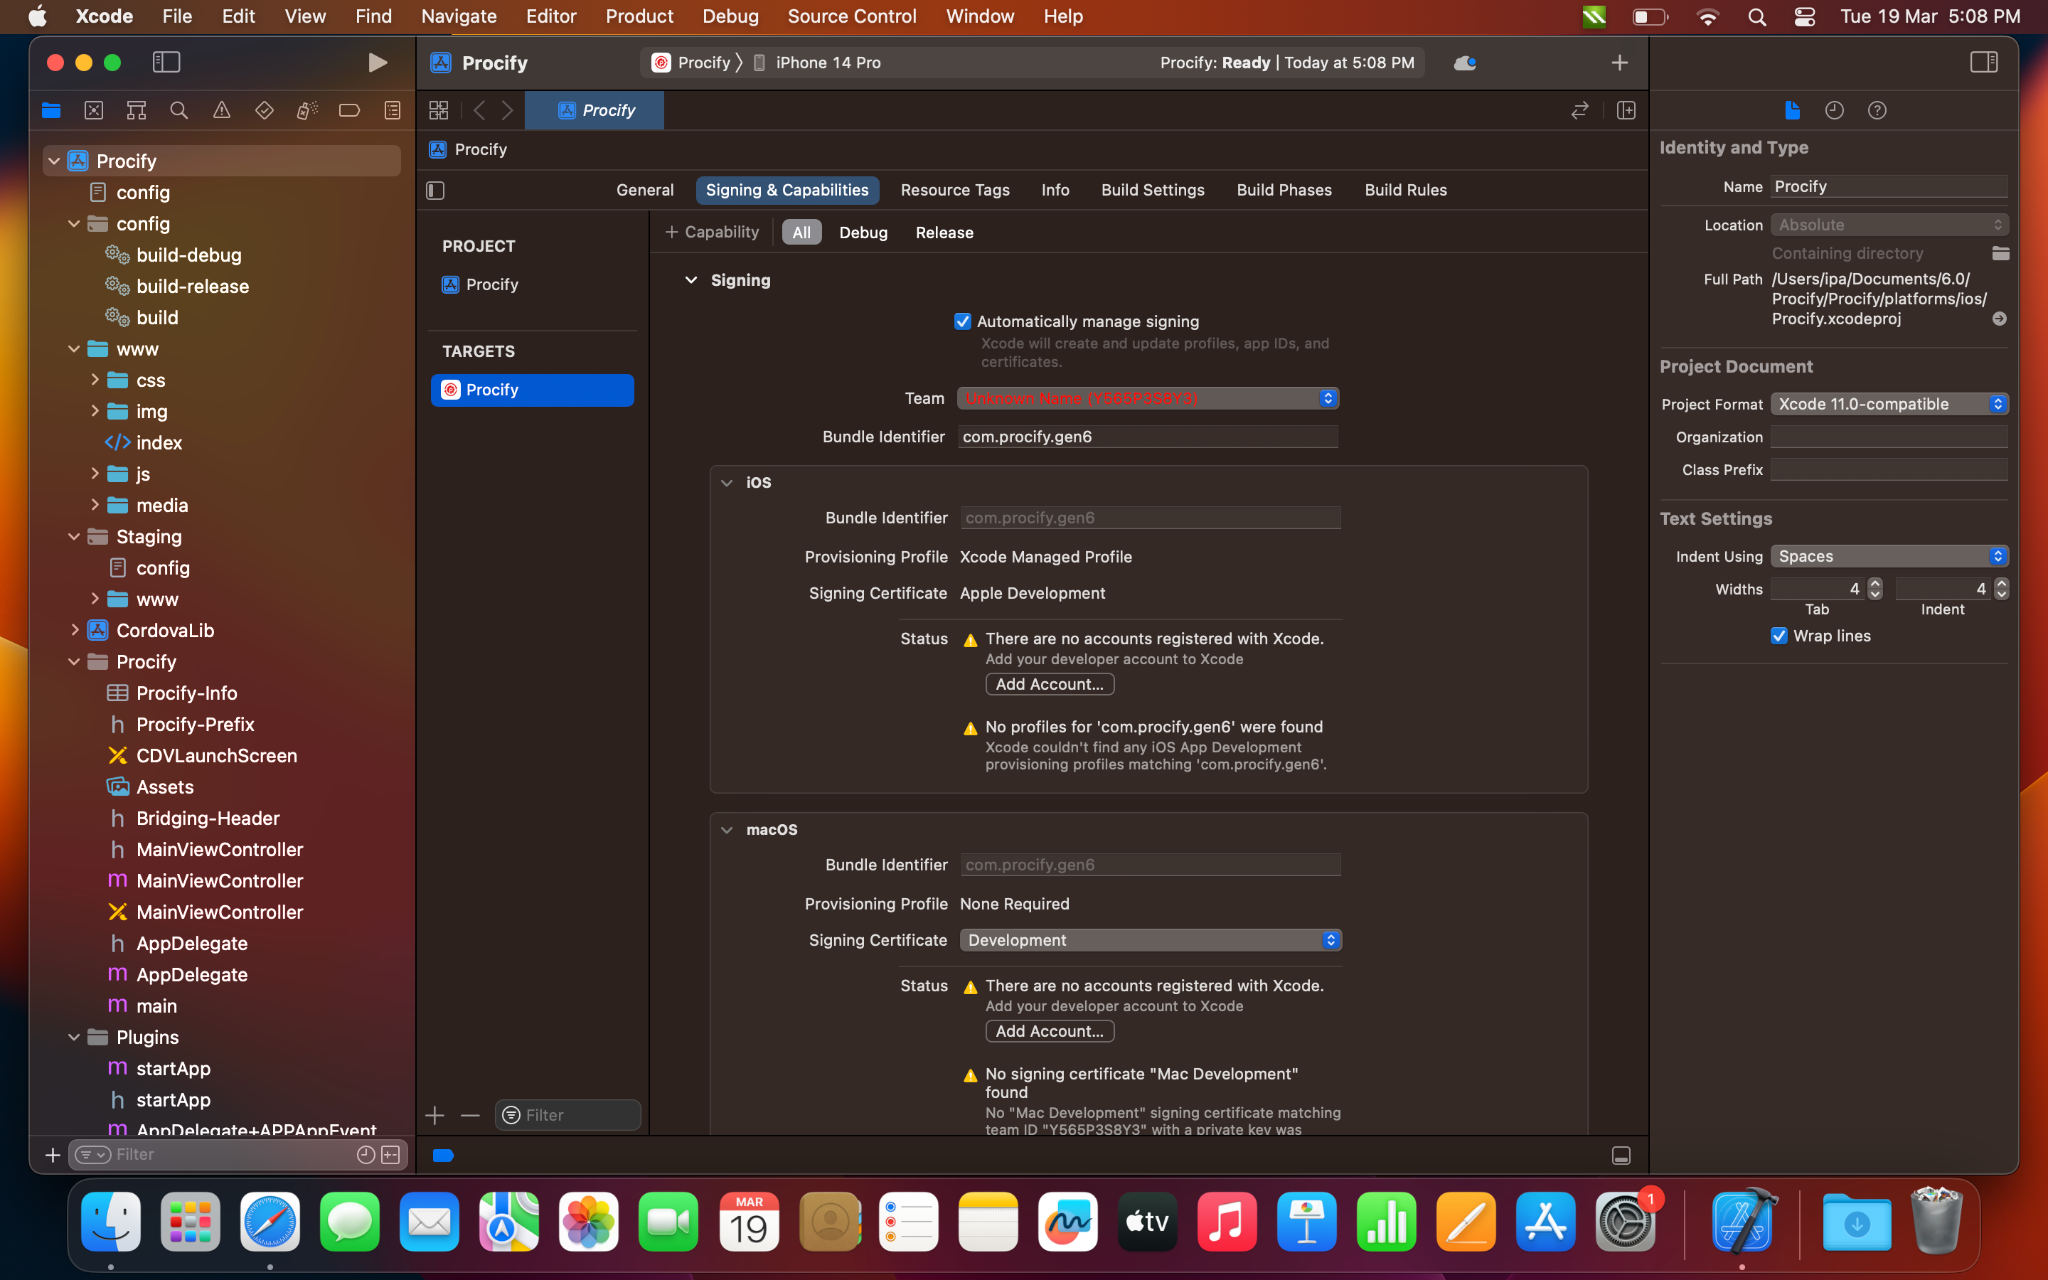 Xcode File Edit View Find Navigate Editor Product Debug Source Control Window Help
Tue 19 Mar 5:08 PM
Procify
Procify
iPhone 14 Pro
Procify: Ready | Today at 5:08 PM
Procify
Procify
General Signing & Capabilities Resource Tags Info Build Settings Build Phases Build Rules
+ Capability All Debug Release
Procify
config
config
build-debug
build-release
build
www
css
img
index
js
media
Staging
config
www
CordovaLib
Procify
Procify-Info
h Procify-Prefix
CDVLaunchScreen
Assets
h Bridging-Header
h MainViewController
m MainViewController
MainViewController
h AppDelegate
m AppDelegate
m main
Plugins
m startApp
h startApp
m AppDelegate+APPAppEvent
Filter
PROJECT
Procify
TARGETS
Procify
Filter
Signing
Automatically manage signing
Xcode will create and update profiles, app IDs, and
certificates.
Team Unknown Name (Y565P3S8Y3)
Bundle Identifier com.procify.gen6
iOS
Bundle Identifier com.procify.gen6
Provisioning Profile Xcode Managed Profile
Signing Certificate Apple Development
Status There are no accounts registered with Xcode.
Add your developer account to Xcode
Add Account...
No profiles for 'com.procify.gen6' were found
Xcode couldn't find any iOS App Development
provisioning profiles matching 'com.procify.gen6'.
macOS
Bundle Identifier com.procify.gen6
Provisioning Profile None Required
Signing Certificate Development
Status There are no accounts registered with Xcode.
Add your developer account to Xcode
Add Account...
No signing certificate "Mac Development"
found
No "Mac Development" signing certificate matching
team ID "Y565P3S8Y3" with a private key was
Identity and Type
Name Procify
Location Absolute
Containing directory
Full Path /Users/ipa/Documents/6.0/
Procify/Procify/platforms/ios/
Procify.xcodeproj
Project Document
Project Format Xcode 11.0-compatible
Organization
Class Prefix
Text Settings
Indent Using Spaces
Widths 4 4
Tab Indent
Wrap lines
MAR
19
tv
1